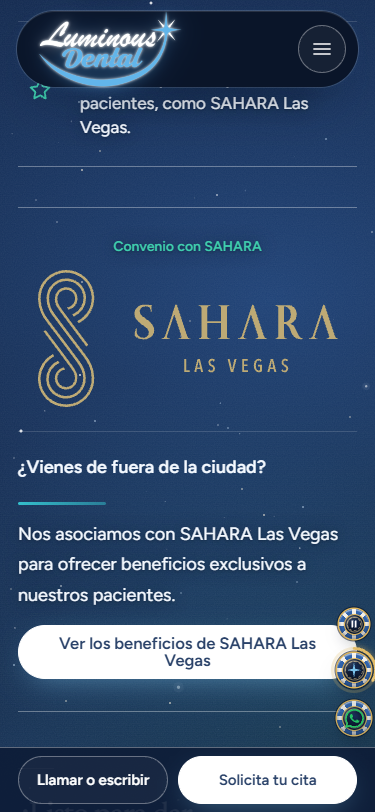 Luminous
Dental
pacientes, como SAHARA Las
Vegas.
Convenio con SAHARA
SAHARA
LAS VEGAS
¿Vienes de fuera de la ciudad?
Nos asociamos con SAHARA Las Vegas
para ofrecer beneficios exclusivos a
nuestros pacientes.
Ver los beneficios de SAHARA Las
Vegas
Llamar o escribir
Solicita tu cita